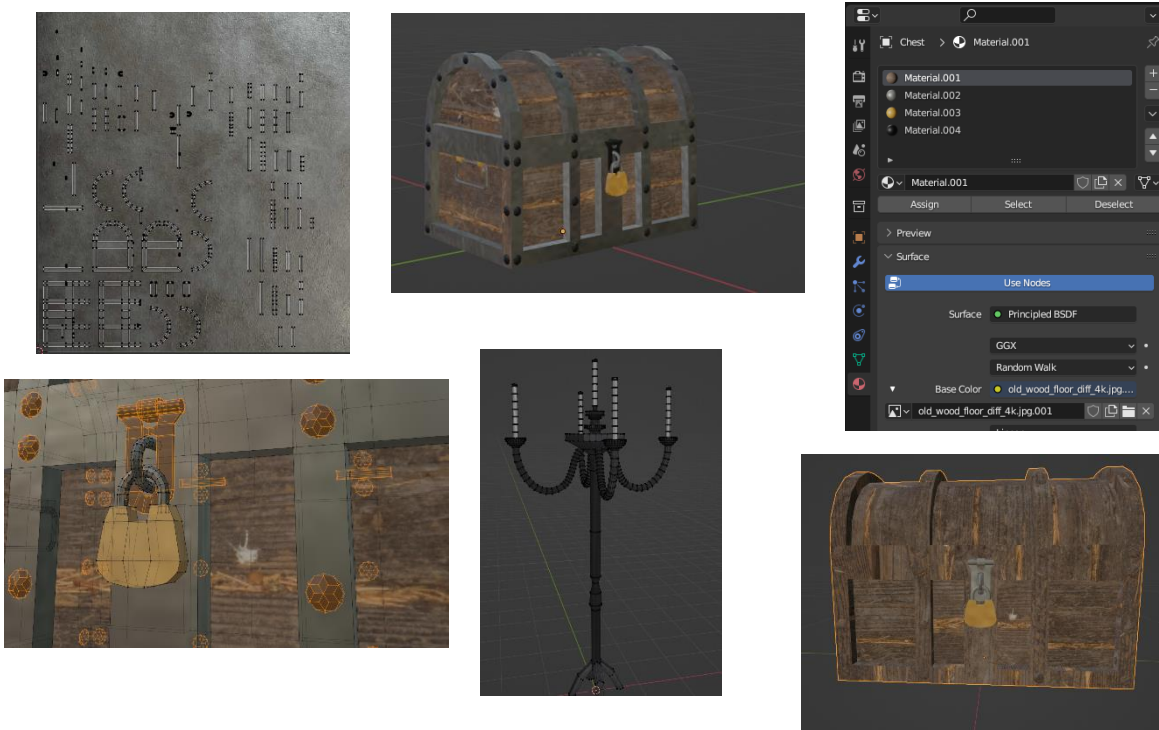 Chest > Material.001
Material.001
Material.002
Material.003
Material.004
Material.001
Assign Select Deselect
Preview
Surface
Use Nodes
Surface Principled BSDF
GGX
Random Walk
Base Color old_wood_floor_diff_4k.jpg....
old_wood_floor_diff_4k.jpg.001